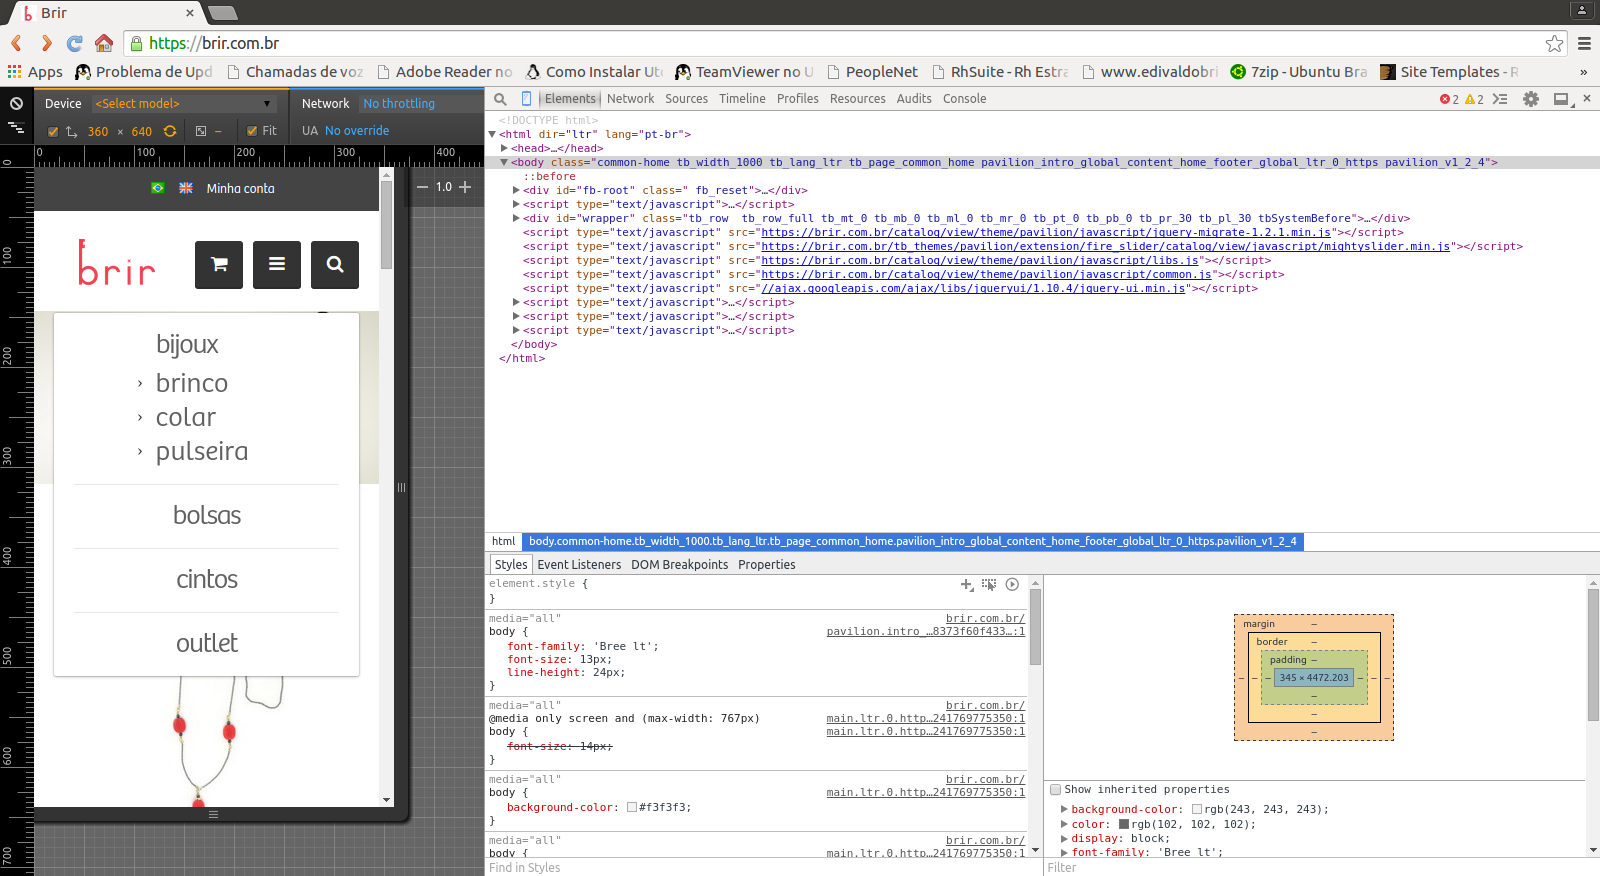 Brir
https://brir.com.br
Apps Problema de Upd Chamadas de voz Adobe Reader no Como Instalar Ut TeamViewer no U PeopleNet RhSuite - Rh Estra www.edivaldobri 7zip - Ubuntu Bra Site Templates - R »
Device <Select model> Network No throttling
360 × 640 Fit UA No override
Elements Network Sources Timeline Profiles Resources Audits Console 2 2
0 100 200 300 400
0 100 200 300 400 500 600 700
1.0
Minha conta
brir
bijoux
brinco
colar
pulseira
bolsas
cintos
outlet
<!DOCTYPE html>
<html dir="ltr" lang="pt-br">
<head>…</head>
<body class="common-home tb_width_1000 tb_lang_ltr tb_page_common_home pavilion_intro_global_content_home_footer_global_ltr_0_https pavilion_v1_2_4">
::before
<div id="fb-root" class=" fb_reset">…</div>
<script type="text/javascript">…</script>
<div id="wrapper" class="tb_row  tb_row_full tb_mt_0 tb_mb_0 tb_ml_0 tb_mr_0 tb_pt_0 tb_pb_0 tb_pr_30 tb_pl_30 tbSystemBefore">…</div>
<script type="text/javascript" src="https://brir.com.br/catalog/view/theme/pavilion/javascript/jquery-migrate-1.2.1.min.js"></script>
<script type="text/javascript" src="https://brir.com.br/tb_themes/pavilion/extension/fire_slider/catalog/view/javascript/mightyslider.min.js"></script>
<script type="text/javascript" src="https://brir.com.br/catalog/view/theme/pavilion/javascript/libs.js"></script>
<script type="text/javascript" src="https://brir.com.br/catalog/view/theme/pavilion/javascript/common.js"></script>
<script type="text/javascript" src="//ajax.googleapis.com/ajax/libs/jqueryui/1.10.4/jquery-ui.min.js"></script>
<script type="text/javascript">…</script>
<script type="text/javascript">…</script>
<script type="text/javascript">…</script>
</body>
</html>
html body.common-home.tb_width_1000.tb_lang_ltr.tb_page_common_home.pavilion_intro_global_content_home_footer_global_ltr_0_https.pavilion_v1_2_4
Styles Event Listeners DOM Breakpoints Properties
element.style {
}
media="all" brir.com.br/
body { pavilion.intro_…8373f60f433…:1
font-family: 'Bree lt';
font-size: 13px;
line-height: 24px;
}
media="all" brir.com.br/
@media only screen and (max-width: 767px) main.ltr.0.http…241769775350:1
body { main.ltr.0.http…241769775350:1
font-size: 14px;
}
media="all" brir.com.br/
body { main.ltr.0.http…241769775350:1
background-color: #f3f3f3;
}
media="all" brir.com.br/
body { main.ltr.0.http…241769775350:1
Find in Styles
margin –
border –
padding –
– – – 345 × 4472.203 – – –
–
–
–
Show inherited properties
background-color: rgb(243, 243, 243);
color: rgb(102, 102, 102);
display: block;
font-family: 'Bree lt';
Filter